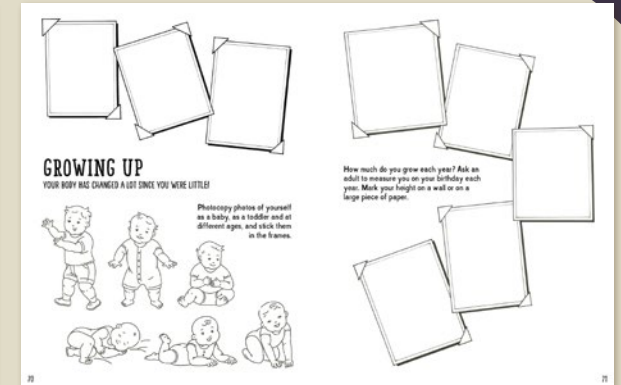 GROWING UP
YOUR BODY HAS CHANGED A LOT SINCE YOU WERE LITTLE!
Photocopy photos of yourself
as a baby, as a toddler and at
different ages, and stick them
in the frames.
70
How much do you grow each year? Ask an
adult to measure you on your birthday each
year. Mark your height on a wall or on a
large piece of paper.
71